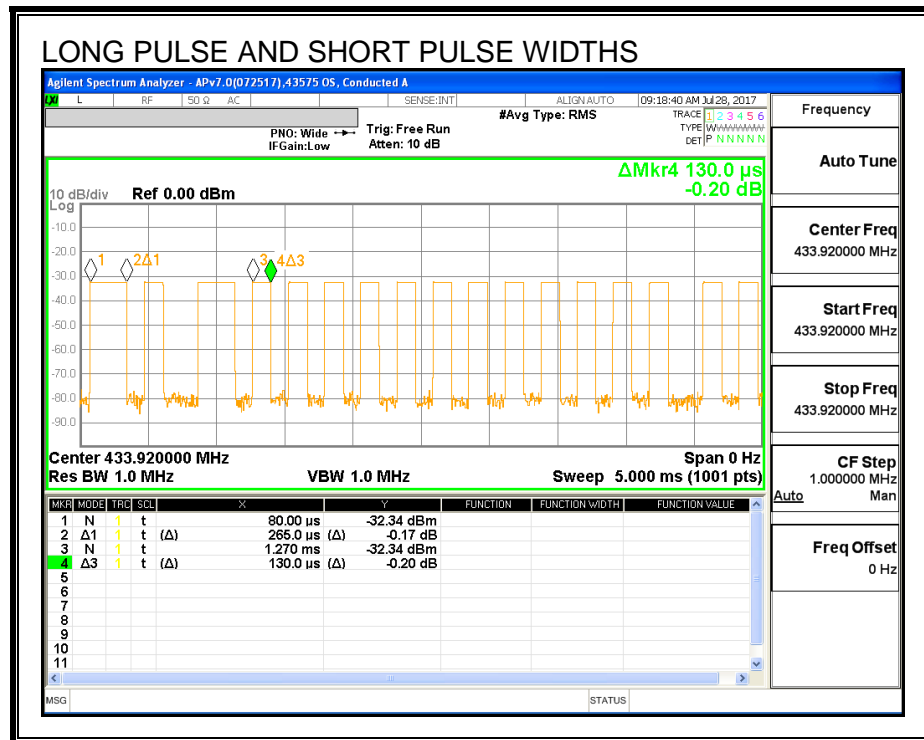 LONG PULSE AND SHORT PULSE WIDTHS
Agilent Spectrum Analyzer - APv7.0(072517),43575 OS, Conducted A
LXI L RF 50 Ω AC SENSE:INT ALIGN AUTO 09:18:40 AM Jul 28, 2017
PNO: Wide
IFGain:Low
Trig: Free Run
Atten: 10 dB
#Avg Type: RMS
TRACE 1 2 3 4 5 6
TYPE WWWWWW
DET P N N N N N
ΔMkr4 130.0 µs
-0.20 dB
10 dB/div Ref 0.00 dBm
Log
-10.0
-20.0
-30.0
-40.0
-50.0
-60.0
-70.0
-80.0
-90.0
1 2Δ1 3 4Δ3
Center 433.920000 MHz Span 0 Hz
Res BW 1.0 MHz VBW 1.0 MHz Sweep 5.000 ms (1001 pts)
MKR MODE TRC SCL X Y FUNCTION FUNCTION WIDTH FUNCTION VALUE
1 N 1 t 80.00 µs -32.34 dBm
2 Δ1 1 t (Δ) 265.0 µs (Δ) -0.17 dB
3 N 1 t 1.270 ms -32.34 dBm
4 Δ3 1 t (Δ) 130.0 µs (Δ) -0.20 dB
5
6
7
8
9
10
11
MSG STATUS
Frequency
Auto Tune
Center Freq
433.920000 MHz
Start Freq
433.920000 MHz
Stop Freq
433.920000 MHz
CF Step
1.000000 MHz
Auto Man
Freq Offset
0 Hz